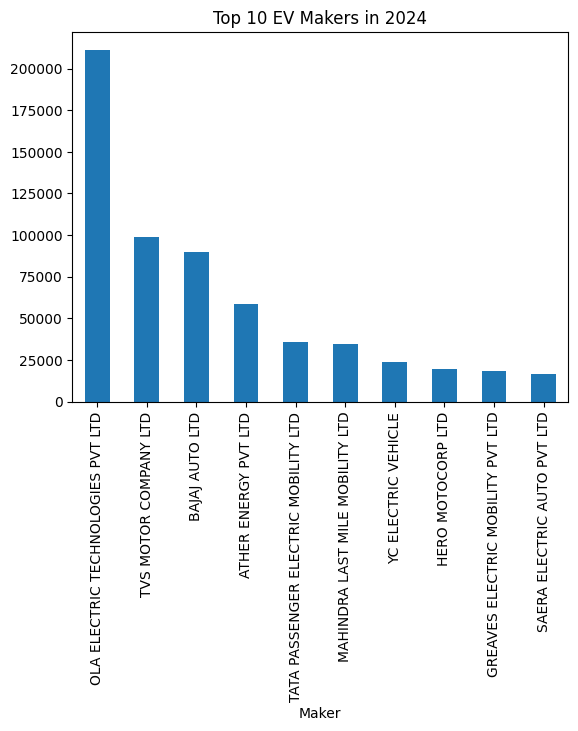 Top 10 EV Makers in 2024
200000
175000
150000
125000
100000
75000
50000
25000
0
OLA ELECTRIC TECHNOLOGIES PVT LTD
TVS MOTOR COMPANY LTD
BAJAJ AUTO LTD
ATHER ENERGY PVT LTD
TATA PASSENGER ELECTRIC MOBILITY LTD
MAHINDRA LAST MILE MOBILITY LTD
YC ELECTRIC VEHICLE
HERO MOTOCORP LTD
GREAVES ELECTRIC MOBILITY PVT LTD
SAERA ELECTRIC AUTO PVT LTD
Maker